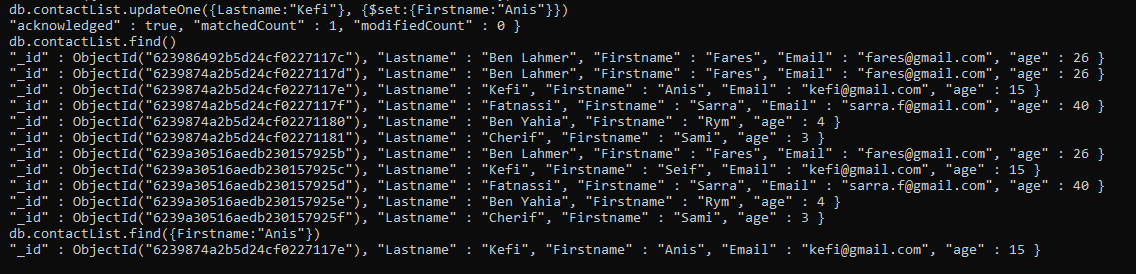 db.contactList.updateOne({Lastname:"Kefi"}, {$set:{Firstname:"Anis"}})
"acknowledged" : true, "matchedCount" : 1, "modifiedCount" : 0 }
db.contactList.find()
"_id" : ObjectId("623986492b5d24cf0227117c"), "Lastname" : "Ben Lahmer", "Firstname" : "Fares", "Email" : "fares@gmail.com", "age" : 26 }
"_id" : ObjectId("6239874a2b5d24cf0227117d"), "Lastname" : "Ben Lahmer", "Firstname" : "Fares", "Email" : "fares@gmail.com", "age" : 26 }
"_id" : ObjectId("6239874a2b5d24cf0227117e"), "Lastname" : "Kefi", "Firstname" : "Anis", "Email" : "kefi@gmail.com", "age" : 15 }
"_id" : ObjectId("6239874a2b5d24cf0227117f"), "Lastname" : "Fatnassi", "Firstname" : "Sarra", "Email" : "sarra.f@gmail.com", "age" : 40 }
"_id" : ObjectId("6239874a2b5d24cf02271180"), "Lastname" : "Ben Yahia", "Firstname" : "Rym", "age" : 4 }
"_id" : ObjectId("6239874a2b5d24cf02271181"), "Lastname" : "Cherif", "Firstname" : "Sami", "age" : 3 }
"_id" : ObjectId("6239a30516aedb230157925b"), "Lastname" : "Ben Lahmer", "Firstname" : "Fares", "Email" : "fares@gmail.com", "age" : 26 }
"_id" : ObjectId("6239a30516aedb230157925c"), "Lastname" : "Kefi", "Firstname" : "Seif", "Email" : "kefi@gmail.com", "age" : 15 }
"_id" : ObjectId("6239a30516aedb230157925d"), "Lastname" : "Fatnassi", "Firstname" : "Sarra", "Email" : "sarra.f@gmail.com", "age" : 40 }
"_id" : ObjectId("6239a30516aedb230157925e"), "Lastname" : "Ben Yahia", "Firstname" : "Rym", "age" : 4 }
"_id" : ObjectId("6239a30516aedb230157925f"), "Lastname" : "Cherif", "Firstname" : "Sami", "age" : 3 }
db.contactList.find({Firstname:"Anis"})
"_id" : ObjectId("6239874a2b5d24cf0227117e"), "Lastname" : "Kefi", "Firstname" : "Anis", "Email" : "kefi@gmail.com", "age" : 15 }